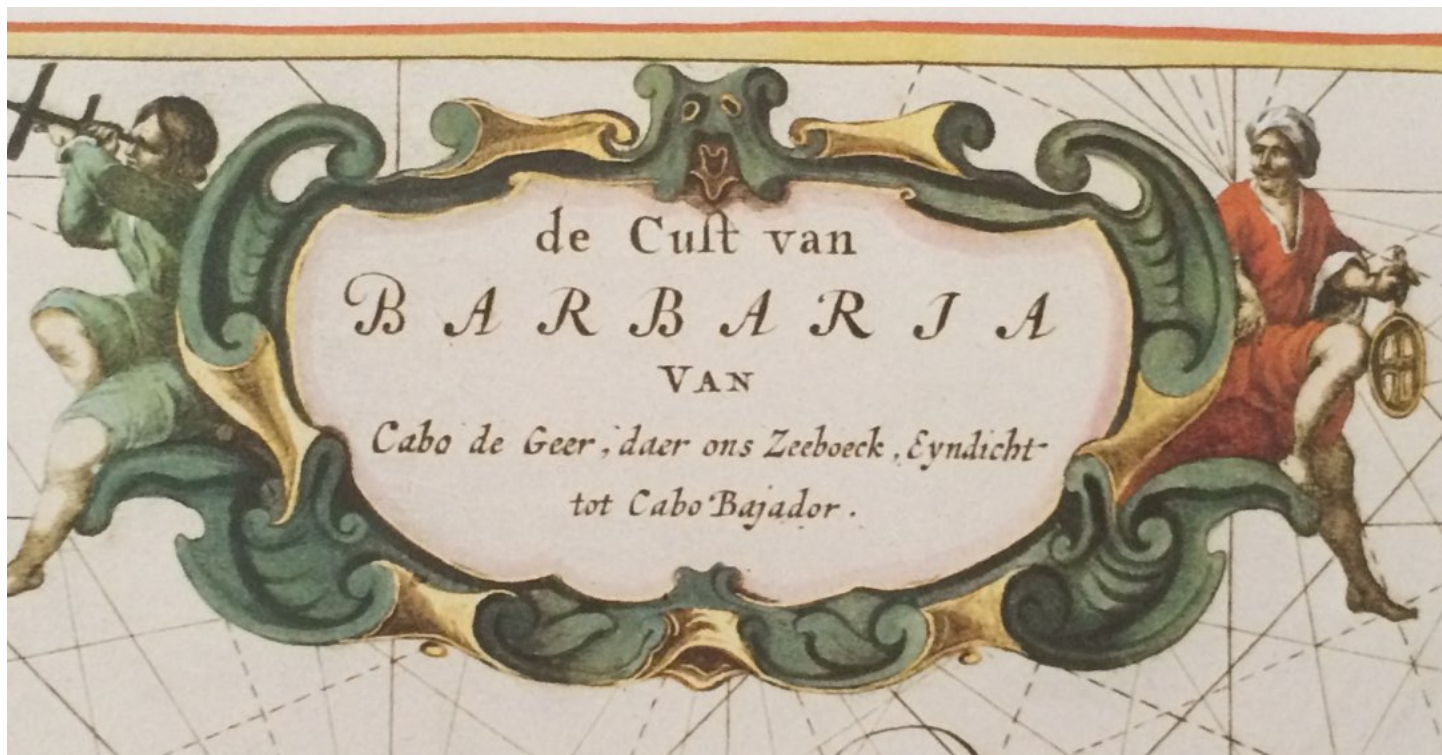 de Cuſt van
BARBARIA
VAN
Cabo de Geer, daer ons Zeeboeck, Eyndicht
tot Cabo Bajador.